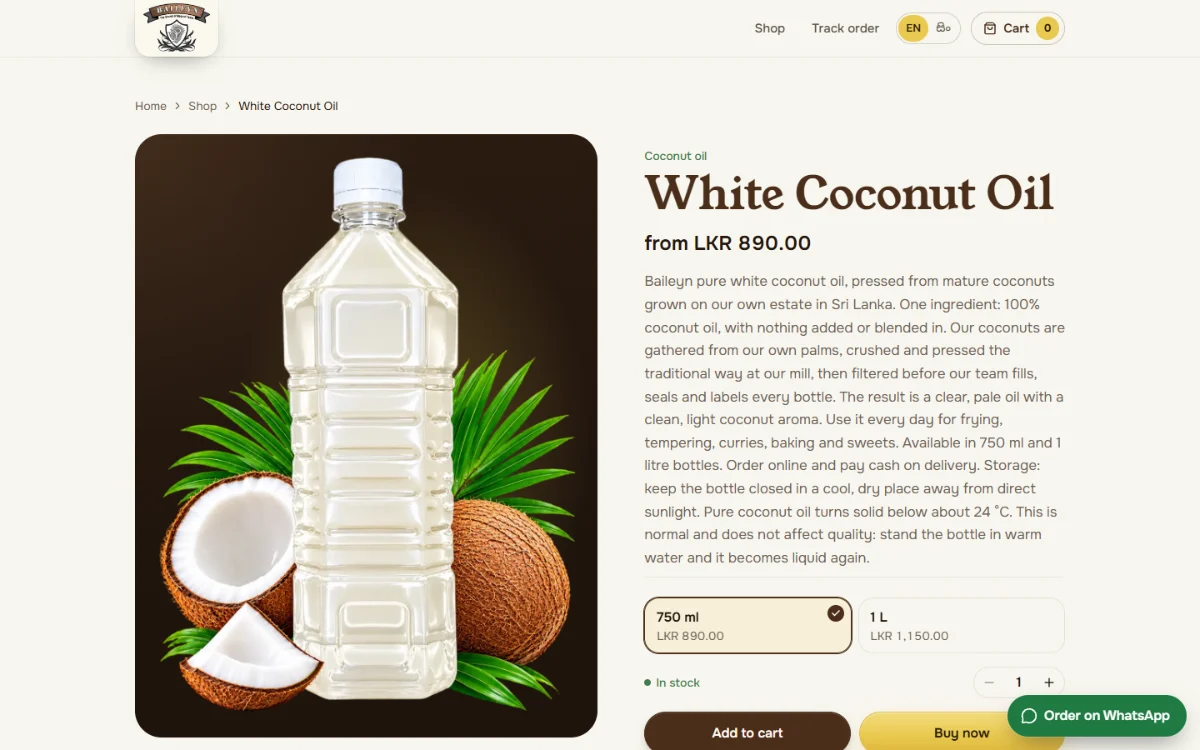 BAILEYN
Shop
Track order
EN
සිං
Cart
0
Home
Shop
White Coconut Oil
Coconut oil
White Coconut Oil
from LKR 890.00
Baileyn pure white coconut oil, pressed from mature coconuts
grown on our own estate in Sri Lanka. One ingredient: 100%
coconut oil, with nothing added or blended in. Our coconuts are
gathered from our own palms, crushed and pressed the
traditional way at our mill, then filtered before our team fills,
seals and labels every bottle. The result is a clear, pale oil with a
clean, light coconut aroma. Use it every day for frying,
tempering, curries, baking and sweets. Available in 750 ml and 1
litre bottles. Order online and pay cash on delivery. Storage:
keep the bottle closed in a cool, dry place away from direct
sunlight. Pure coconut oil turns solid below about 24 °C. This is
normal and does not affect quality: stand the bottle in warm
water and it becomes liquid again.
750 ml
LKR 890.00
1 L
LKR 1,150.00
In stock
1
Order on WhatsApp
Add to cart
Buy now